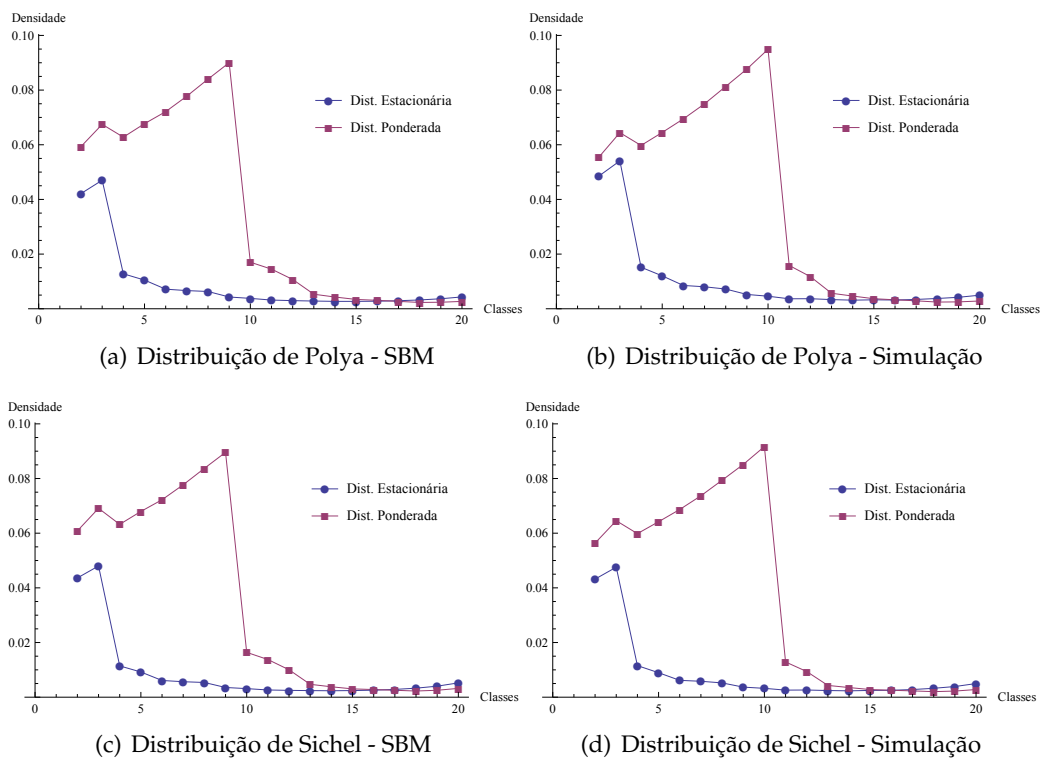 Densidade
0.10
0.08
0.06
0.04
0.02
0
5
10
15
20
Classes
Dist. Estacionária
Dist. Ponderada
(a) Distribuição de Polya - SBM
Densidade
0.10
0.08
0.06
0.04
0.02
0
5
10
15
20
Classes
Dist. Estacionária
Dist. Ponderada
(b) Distribuição de Polya - Simulação
Densidade
0.10
0.08
0.06
0.04
0.02
0
5
10
15
20
Classes
Dist. Estacionária
Dist. Ponderada
(c) Distribuição de Sichel - SBM
Densidade
0.10
0.08
0.06
0.04
0.02
0
5
10
15
20
Classes
Dist. Estacionária
Dist. Ponderada
(d) Distribuição de Sichel - Simulação